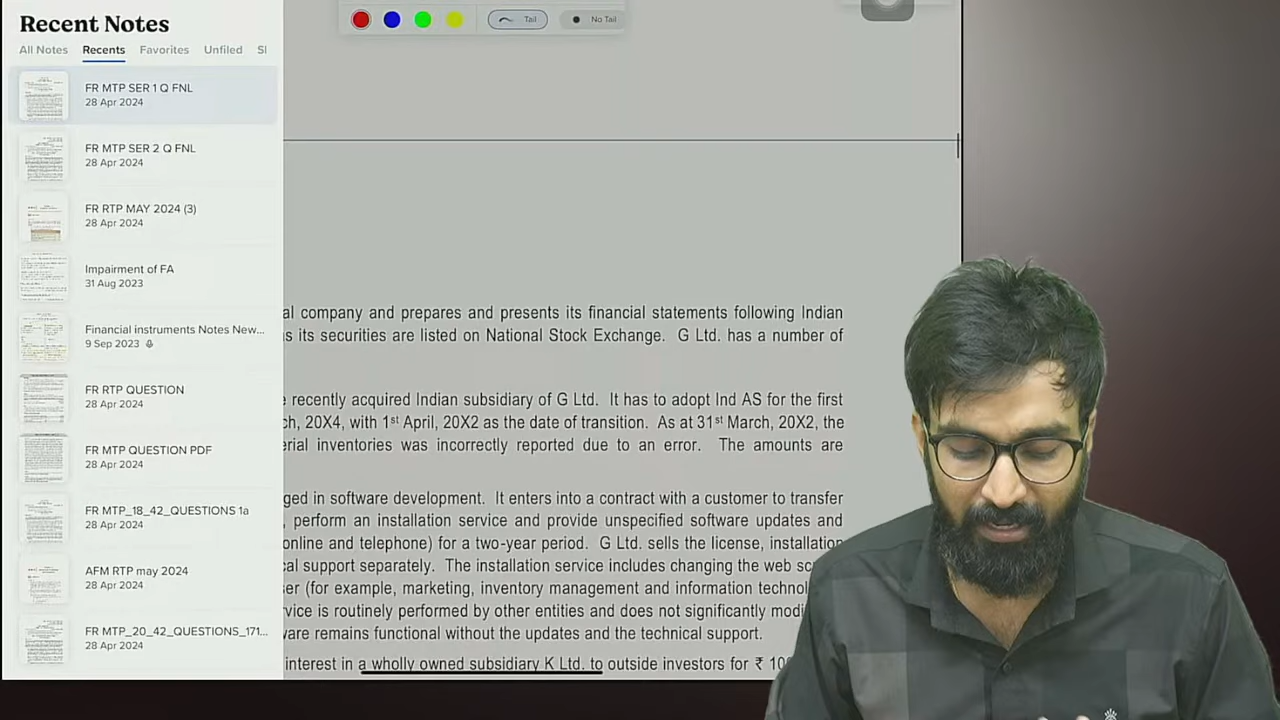 Recent Notes
All Notes
Recents
Favorites
Unfiled
Tail
No Tail
FR MTP SER 1 Q FNL
28 Apr 2024
FR MTP SER 2 Q FNL
28 Apr 2024
FR RTP MAY 2024 (3)
28 Apr 2024
Impairment of FA
31 Aug 2023
Financial instruments Notes New...
9 Sep 2023
FR RTP QUESTION
28 Apr 2024
FR MTP QUESTION PDF
28 Apr 2024
FR MTP_18_42_QUESTIONS 1a
28 Apr 2024
AFM RTP may 2024
28 Apr 2024
FR MTP_20_42_QUESTIONS_171...
28 Apr 2024
al company and prepares and presents its financial statements following Indian
as its securities are listed on National Stock Exchange. G Ltd. has a number of
e recently acquired Indian subsidiary of G Ltd. It has to adopt Ind AS for the first
ch, 20X4, with 1st April, 20X2 as the date of transition. As at 31st March, 20X2, the
erial inventories was incorrectly reported due to an error. The amounts are
ged in software development. It enters into a contract with a customer to transfer
, perform an installation service and provide unspecified software updates and
online and telephone) for a two-year period. G Ltd. sells the license, installation
cal support separately. The installation service includes changing the web
ser(for example, marketing, inventory management and information
rvice is routinely performed by other entities and does not significantly
ware remains functional without the updates and the technical support.
interest in a wholly owned subsidiary K Ltd. to outside investors for ₹